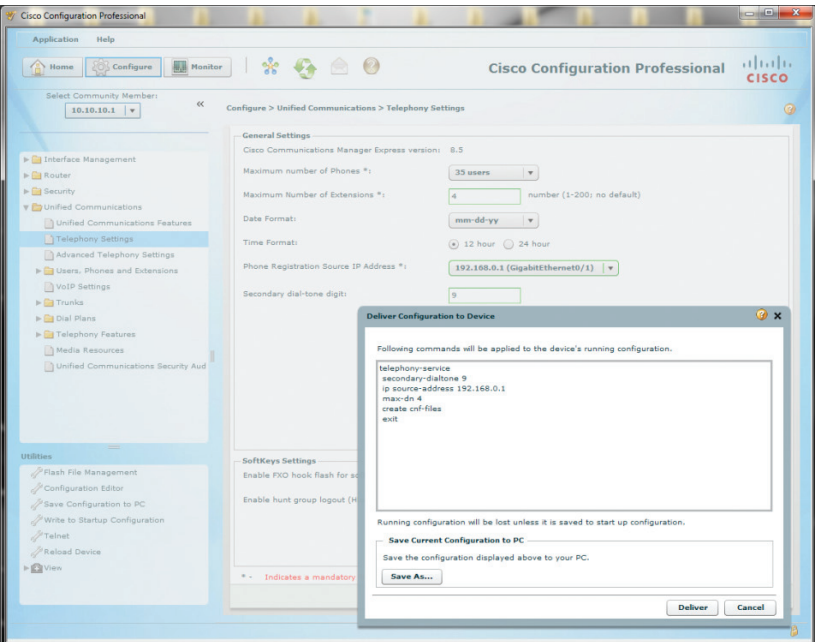 Cisco Configuration Professional
Application Help
Home Configure Monitor
Cisco Configuration Professional
CISCO
Select Community Member:
10.10.10.1
«
Configure > Unified Communications > Telephony Settings
Interface Management
Router
Security
Unified Communications
Unified Communications Features
Telephony Settings
Advanced Telephony Settings
Users, Phones and Extensions
VoIP Settings
Trunks
Dial Plans
Telephony Features
Media Resources
Unified Communications Security Aud
Utilities
Flash File Management
Configuration Editor
Save Configuration to PC
Write to Startup Configuration
Telnet
Reload Device
View
General Settings
Cisco Communications Manager Express version: 8.5
Maximum number of Phones *: 35 users
Maximum Number of Extensions *: 4 number (1-200; no default)
Date Format: mm-dd-yy
Time Format: 12 hour 24 hour
Phone Registration Source IP Address *: 192.168.0.1 (GigabitEthernet0/1)
Secondary dial-tone digit: 9
SoftKeys Settings
Enable FXO hook flash for
Enable hunt group logout (H
* - Indicates a mandatory
Deliver Configuration to Device
Following commands will be applied to the device's running configuration.
telephony-service
secondary-dialtone 9
ip source-address 192.168.0.1
max-dn 4
create cnf-files
exit
Running configuration will be lost unless it is saved to start up configuration.
Save Current Configuration to PC
Save the configuration displayed above to your PC.
Save As...
Deliver Cancel